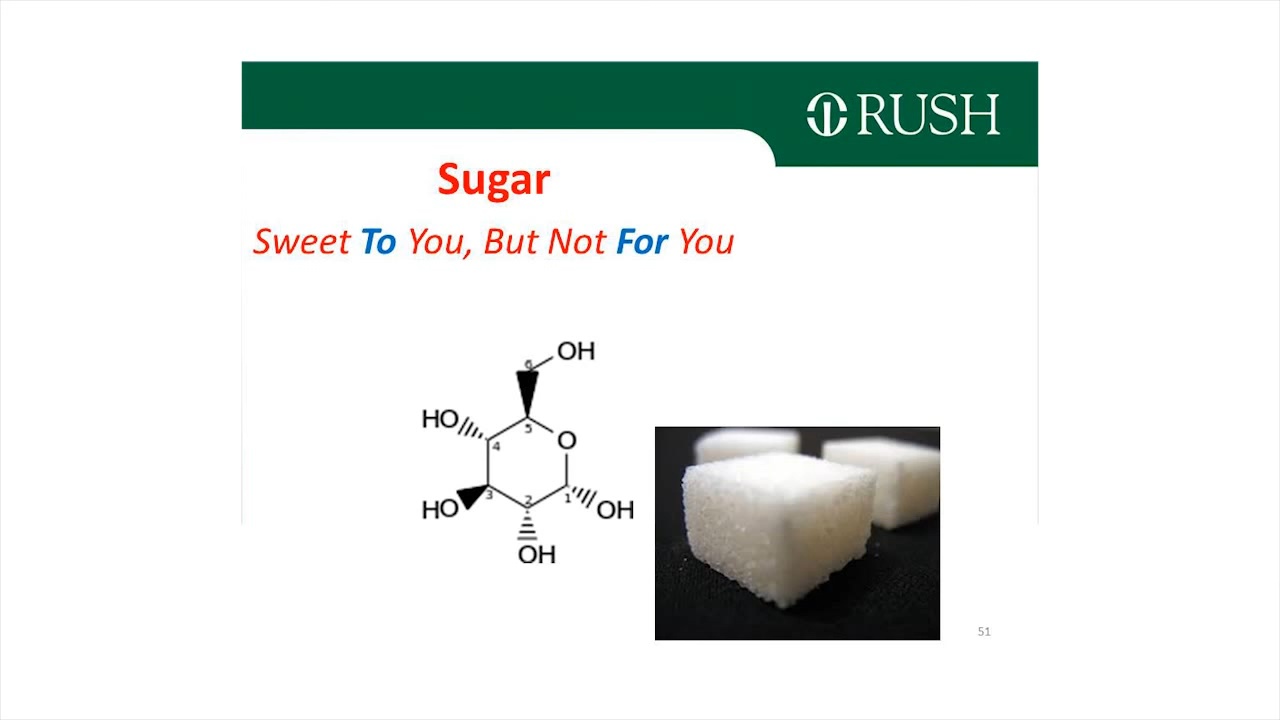 RUSH
Sugar
Sweet To You, But Not For You
6
OH
HO
5
O
4
3
2
1
HO
OH
OH
51